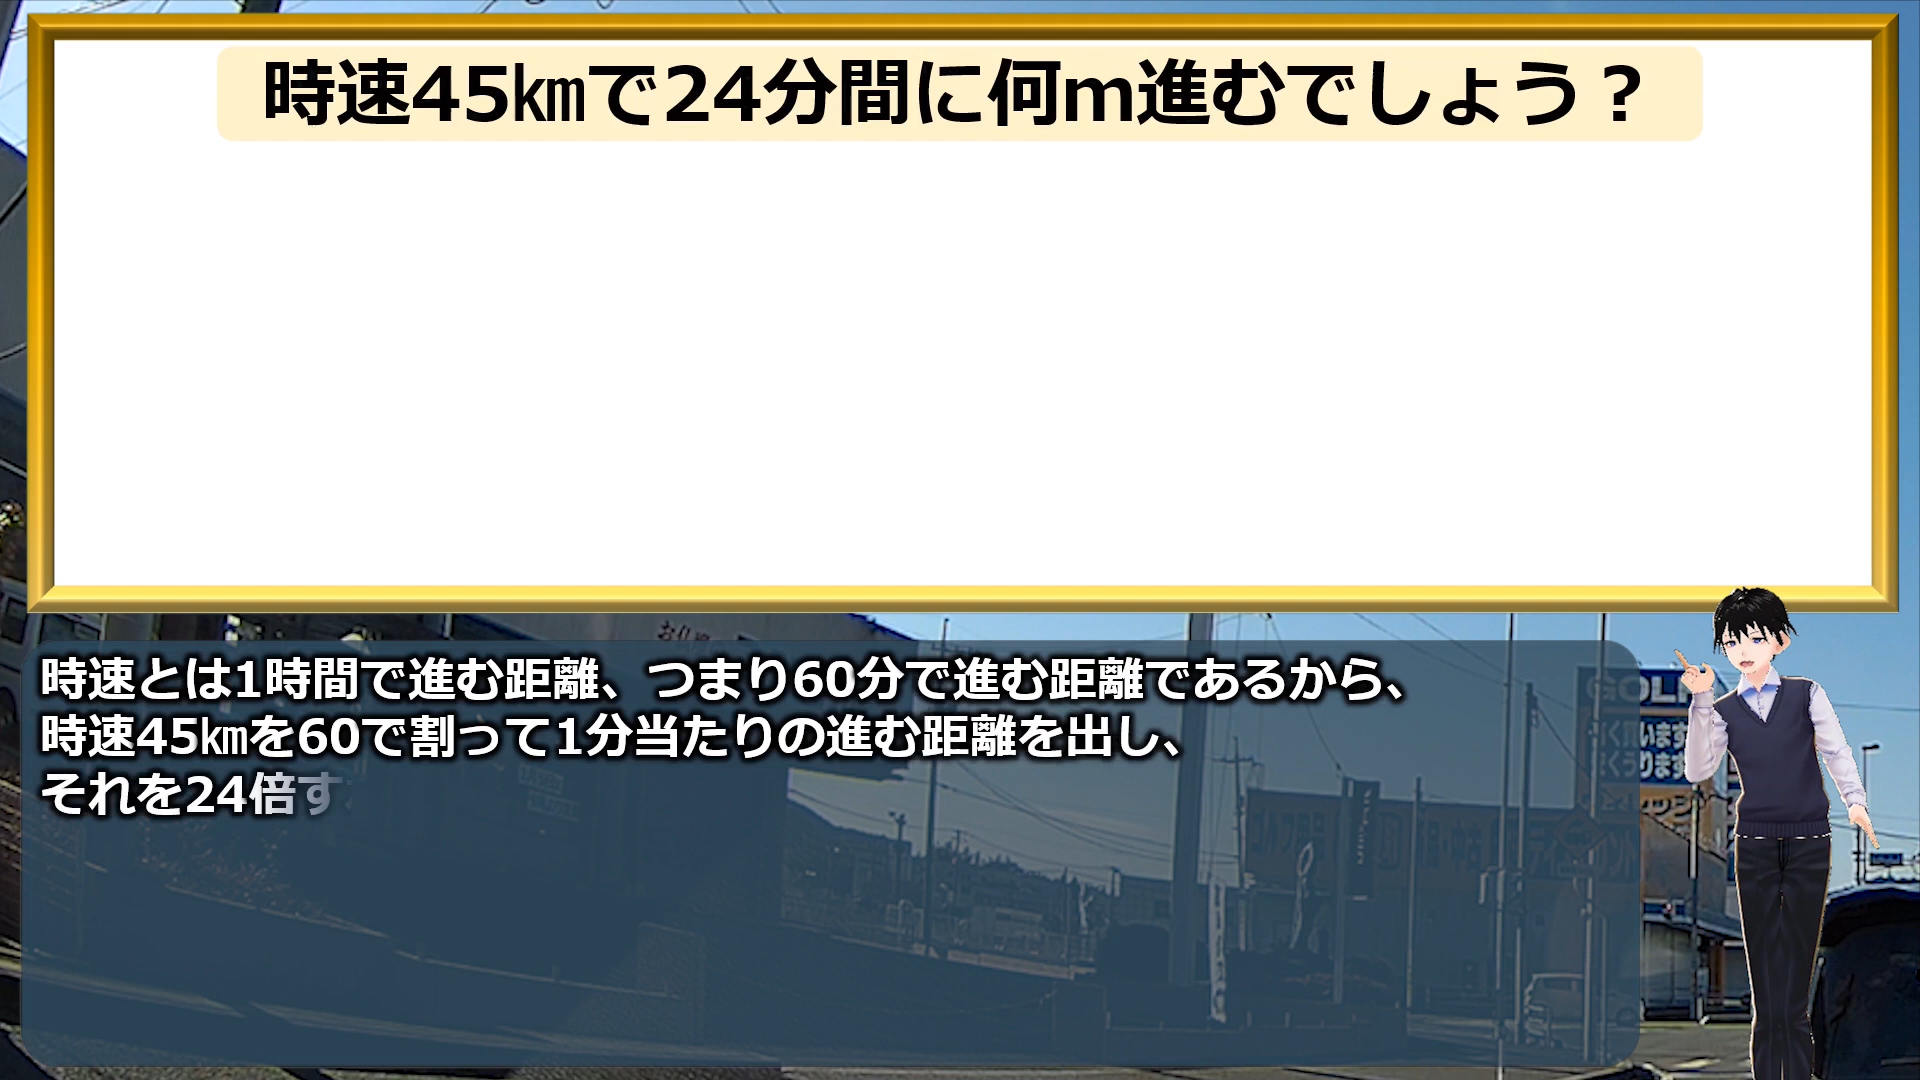 時速45㎞で24分間に何m進むでしょう？
時速とは1時間で進む距離、つまり60分で進む距離であるから、
時速45㎞を60で割って1分当たりの進む距離を出し、
それを24倍す